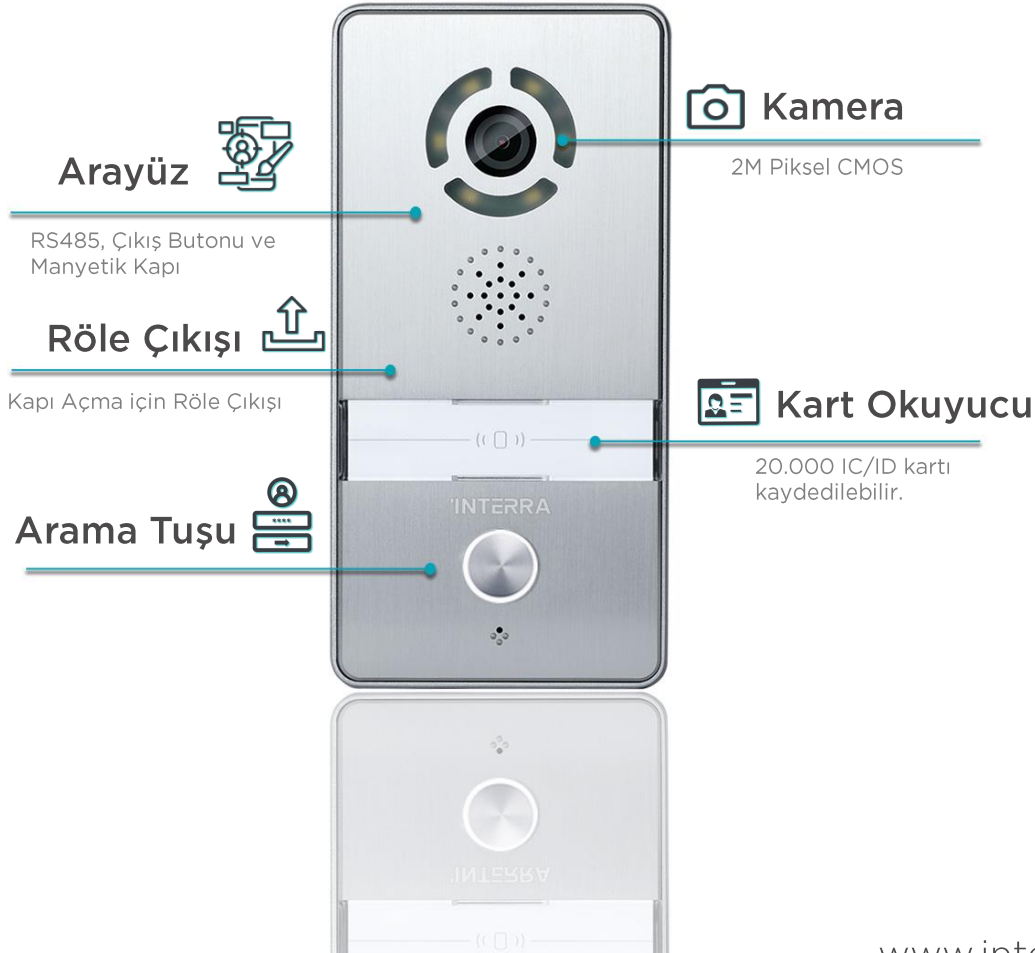 Kamera
2M Piksel CMOS
Arayüz
RS485, Çıkış Butonu ve
Manyetik Kapı
Röle Çıkışı
Kapı Açma için Röle Çıkışı
Kart Okuyucu
20.000 IC/ID kartı
kaydedilebilir.
INTERRA
Arama Tuşu
INTERRA